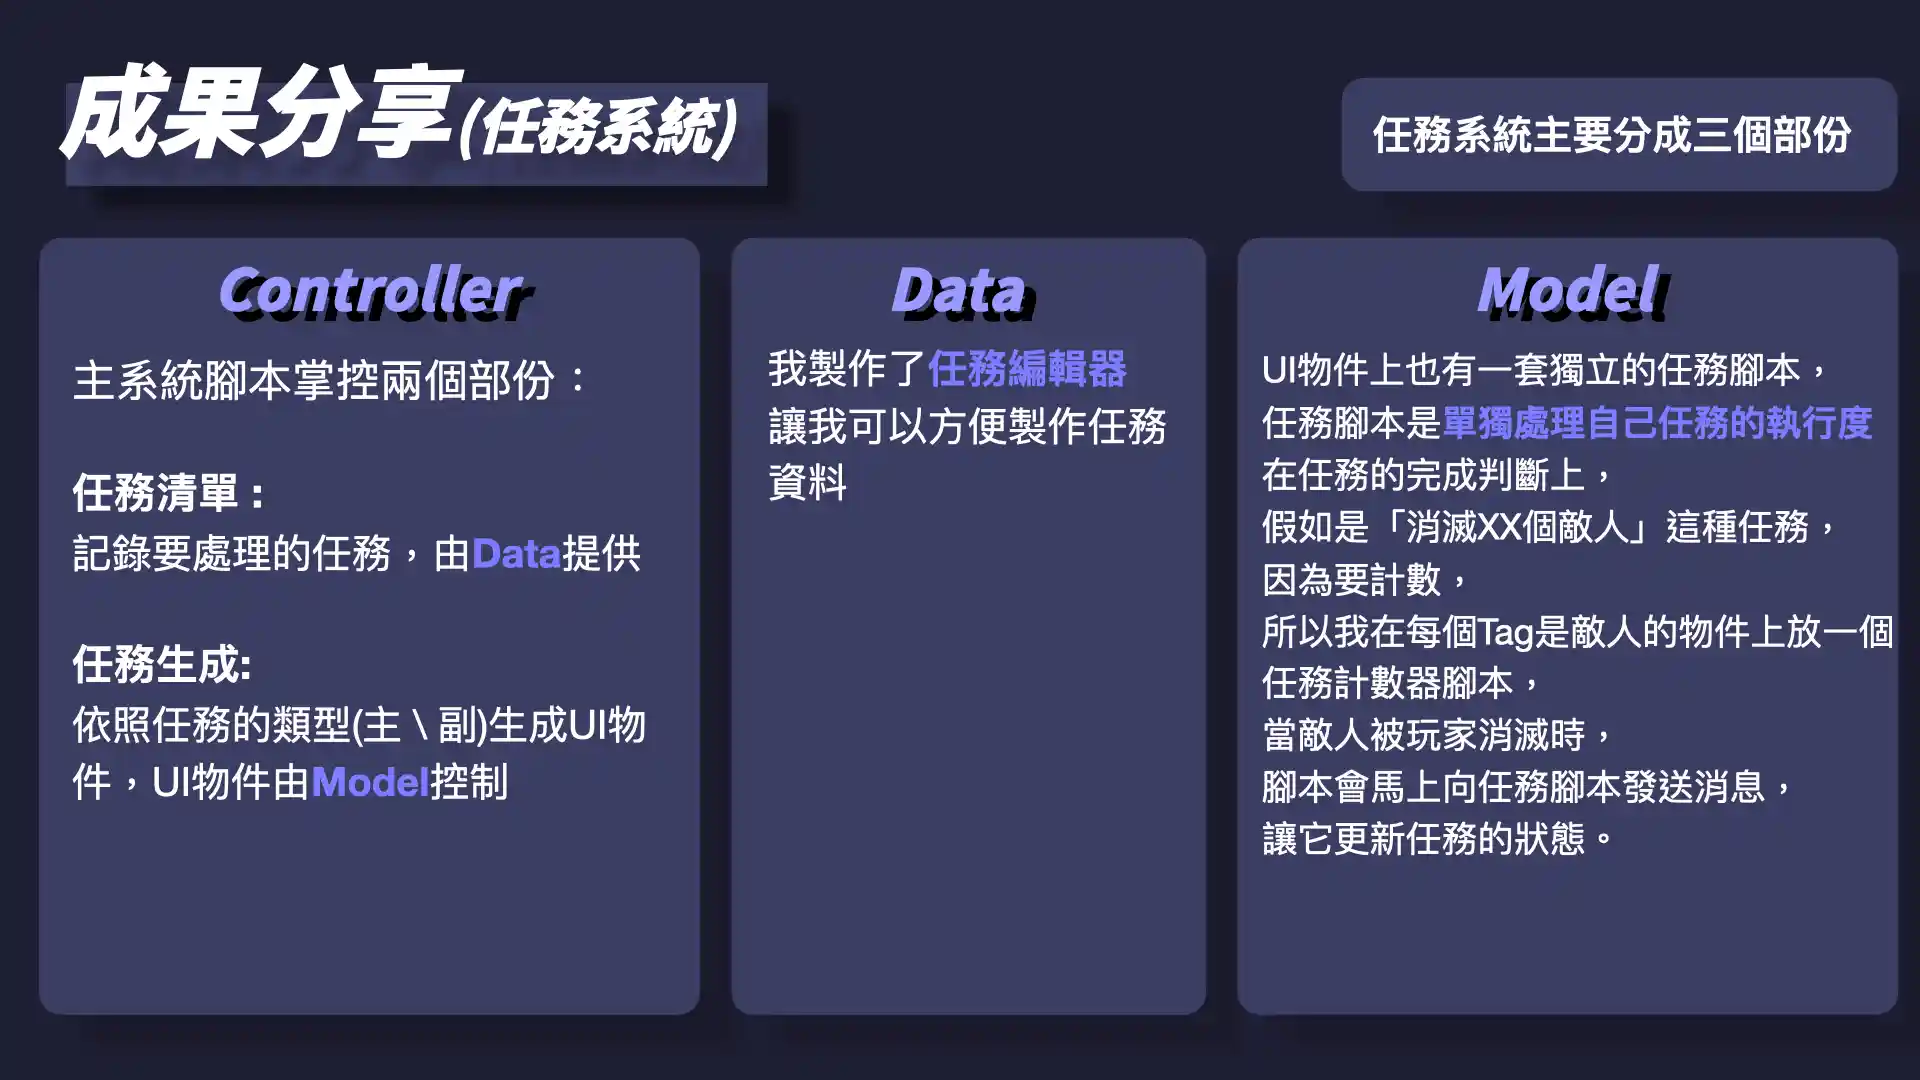 成果分享(任務系統)
任務系統主要分成三個部份
Controller
主系統腳本掌控兩個部份：
任務清單 :
記錄要處理的任務，由Data提供
任務生成:
依照任務的類型(主 \ 副)生成UI物
件，UI物件由Model控制
Data
我製作了任務編輯器
讓我可以方便製作任務
資料
Model
UI物件上也有一套獨立的任務腳本，
任務腳本是單獨處理自己任務的執行度
在任務的完成判斷上，
假如是「消滅XX個敵人」這種任務，
因為要計數，
所以我在每個Tag是敵人的物件上放一個
任務計數器腳本，
當敵人被玩家消滅時，
腳本會馬上向任務腳本發送消息，
讓它更新任務的狀態。